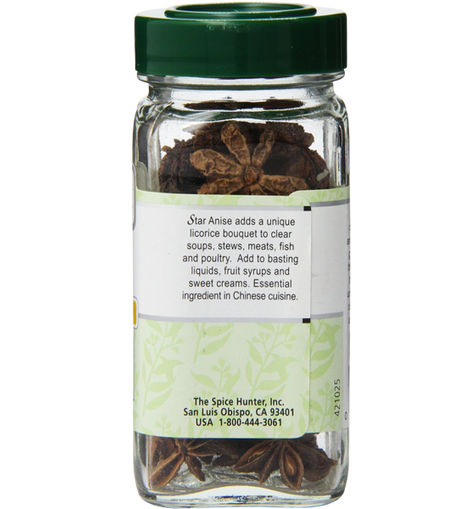 Star Anise adds a unique
licorice bouquet to clear
soups, stews, meats, fish
and poultry. Add to basting
liquids, fruit syrups and
sweet creams. Essential
ingredient in Chinese cuisine.
The Spice Hunter, Inc.
San Luis Obispo, CA 93401
USA 1-800-444-3061
421025